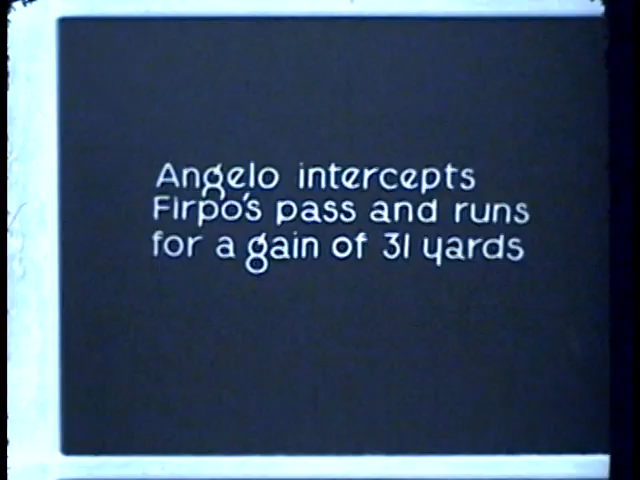 Angelo intercepts
Firpo's pass and runs
for a gain of 31 yards